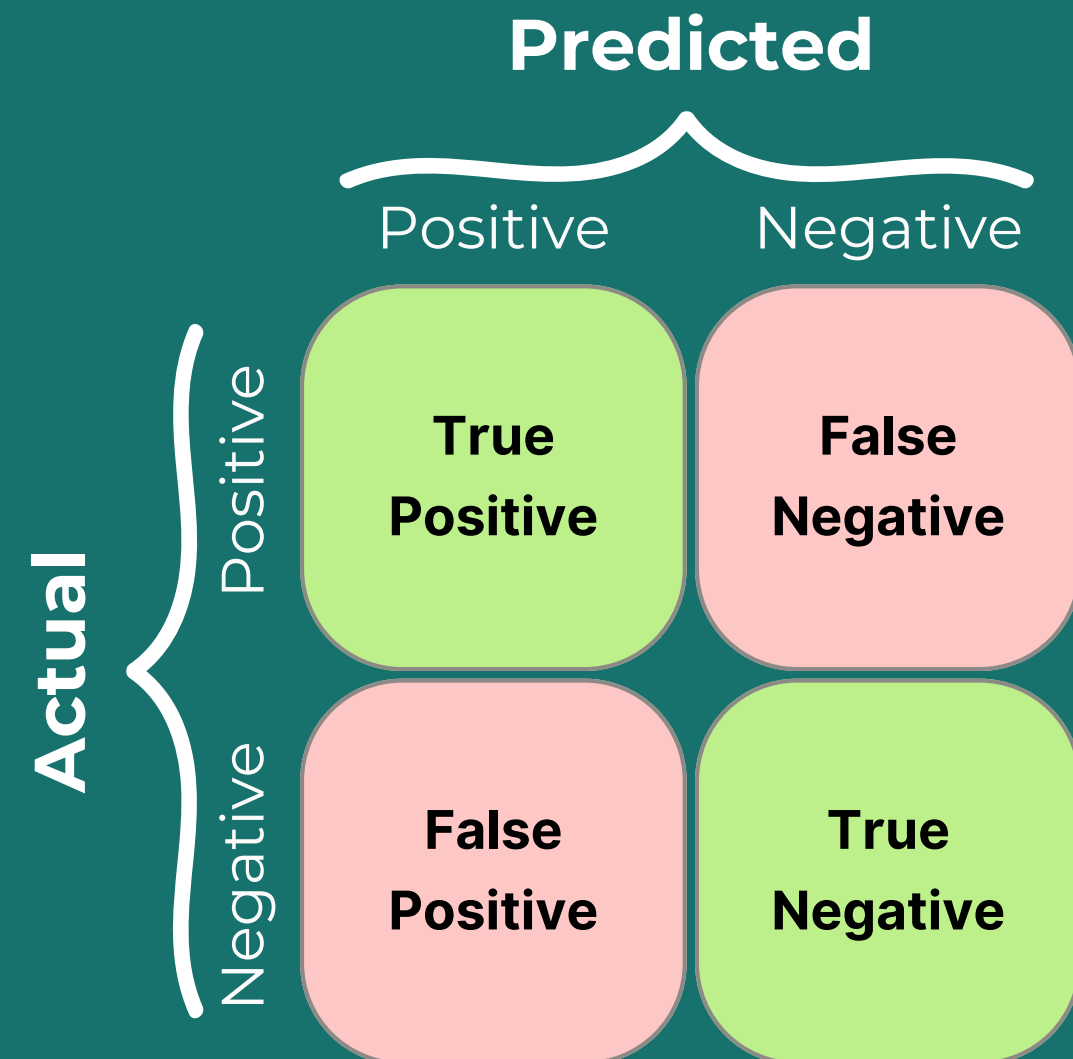 Predicted
Positive Negative
Actual
Positive
True
Positive
False
Negative
Negative
False
Positive
True
Negative